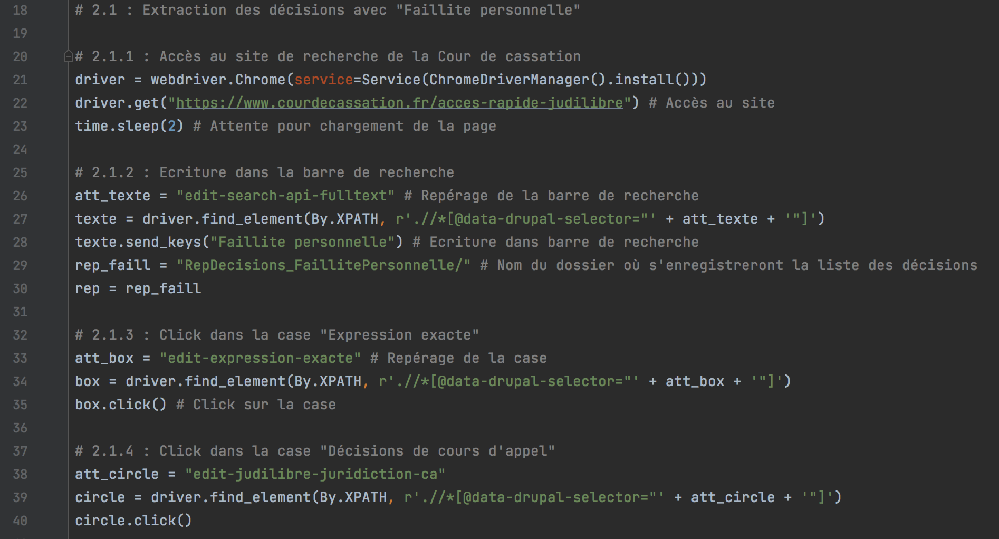 18 # 2.1 : Extraction des décisions avec "Faillite personnelle"
19
20 # 2.1.1 : Accès au site de recherche de la Cour de cassation
21 driver = webdriver.Chrome(service=Service(ChromeDriverManager().install()))
22 driver.get("https://www.courdecassation.fr/acces-rapide-judilibre") # Accès au site
23 time.sleep(2) # Attente pour chargement de la page
24
25 # 2.1.2 : Ecriture dans la barre de recherche
26 att_texte = "edit-search-api-fulltext" # Repérage de la barre de recherche
27 texte = driver.find_element(By.XPATH, r'.//*[@data-drupal-selector="' + att_texte + '"]')
28 texte.send_keys("Faillite personnelle") # Ecriture dans barre de recherche
29 rep_faill = "RepDecisions_FaillitePersonnelle/" # Nom du dossier où s'enregistreront la liste des décisions
30 rep = rep_faill
31
32 # 2.1.3 : Click dans la case "Expression exacte"
33 att_box = "edit-expression-exacte" # Repérage de la case
34 box = driver.find_element(By.XPATH, r'.//*[@data-drupal-selector="' + att_box + '"]')
35 box.click() # Click sur la case
36
37 # 2.1.4 : Click dans la case "Décisions de cours d'appel"
38 att_circle = "edit-judilibre-juridiction-ca"
39 circle = driver.find_element(By.XPATH, r'.//*[@data-drupal-selector="' + att_circle + '"]')
40 circle.click()